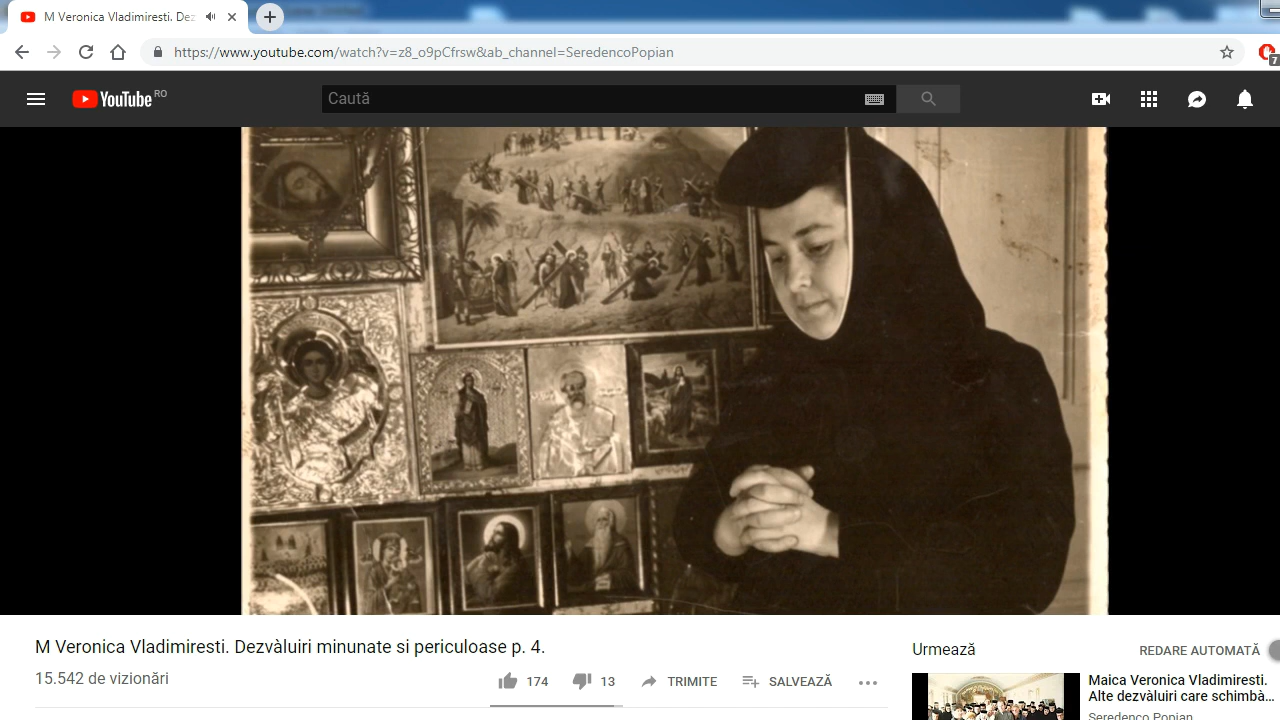 M Veronica Vladimiresti. Dez
https://www.youtube.com/watch?v=z8_o9pCfrsw&ab_channel=SeredencoPopian
7
YouTube RO
Caută
M Veronica Vladimiresti. Dezvàluiri minunate si periculoase p. 4.
15.542 de vizionări
174
13
TRIMITE
SALVEAZĂ
Urmează
REDARE AUTOMATĂ
Maica Veronica Vladimiresti.
Alte dezvàluiri care schimbà...
Seredenco Popian